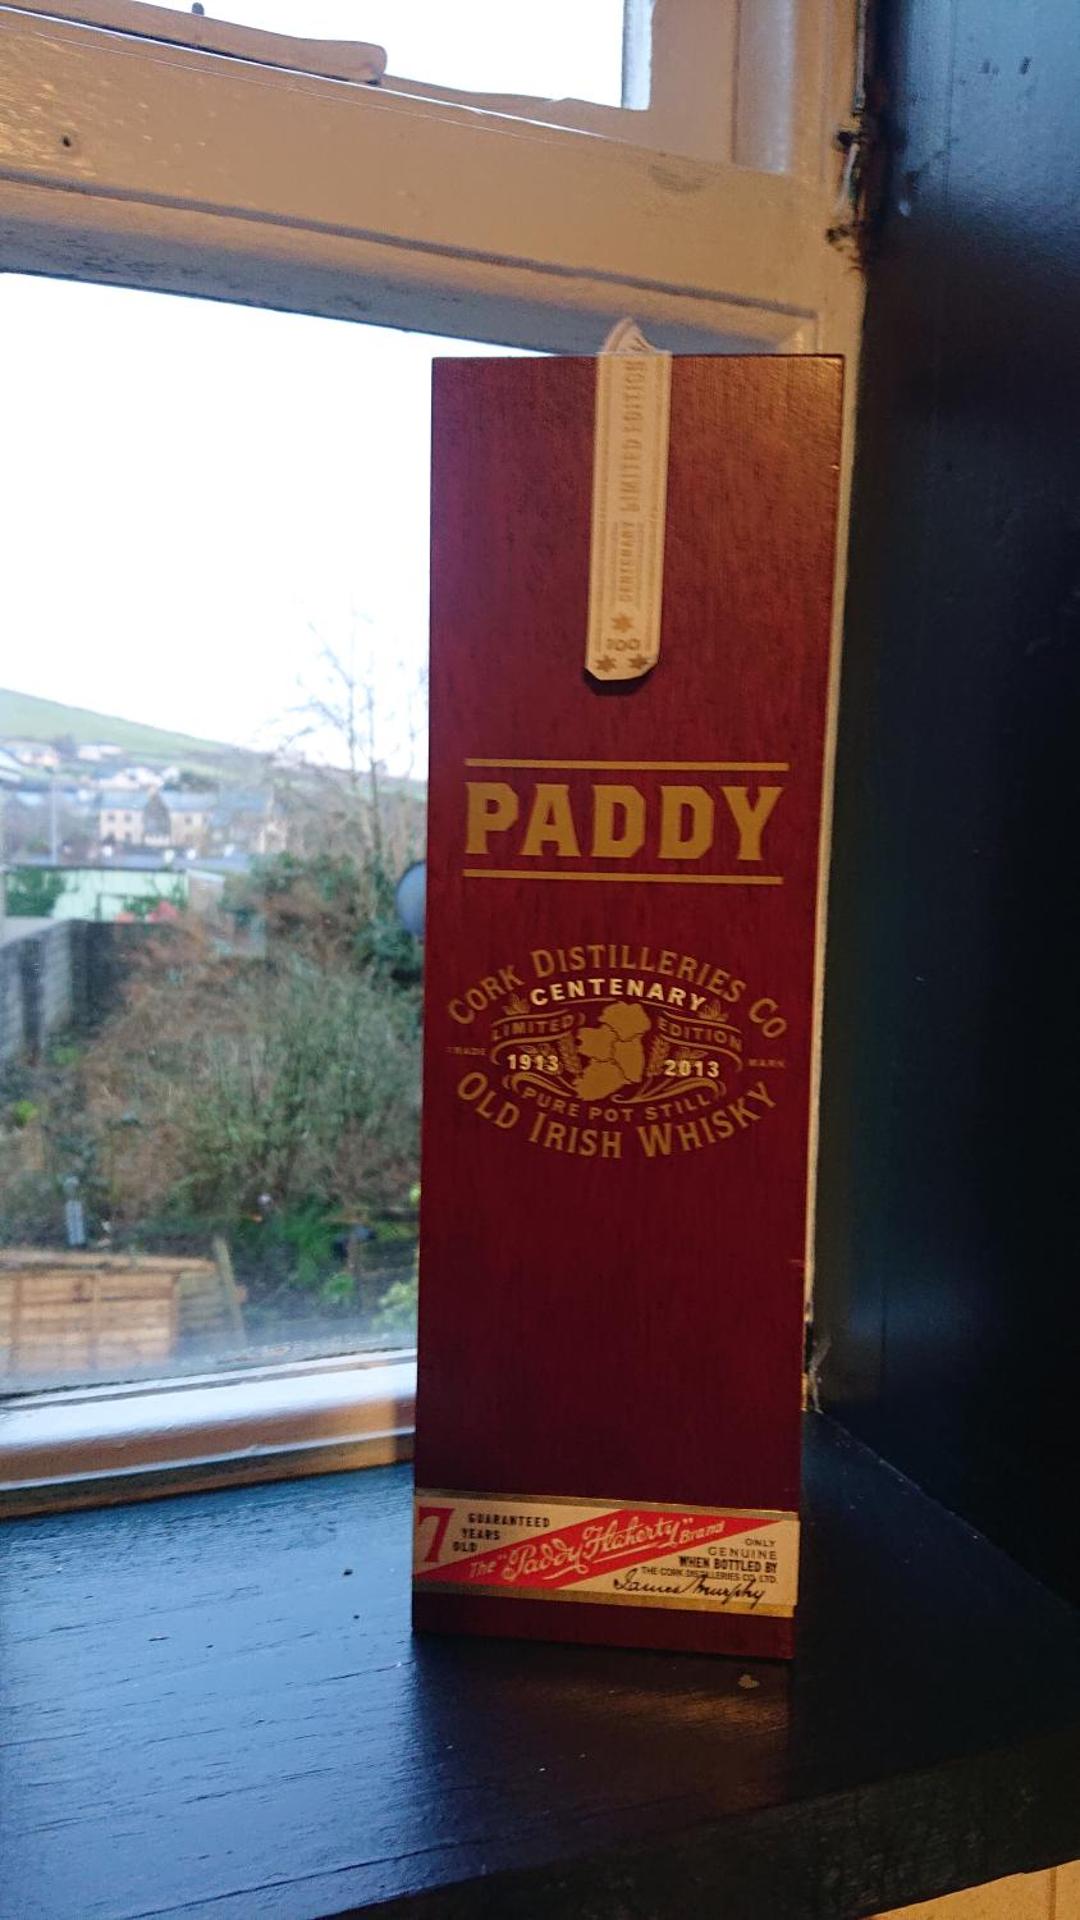 CENTENARY LIMITED EDITION
100
PADDY
CORK DISTILLERIES CO
CENTENARY
LIMITED EDITION
TRADE MARK
1913 2013
PURE POT STILL
OLD IRISH WHISKY
7 GUARANTEED
YEARS
OLD
The "Paddy Flaherty" Brand
ONLY
GENUINE
WHEN BOTTLED BY
THE CORK DISTILLERIES CO. LTD.
James Murphy